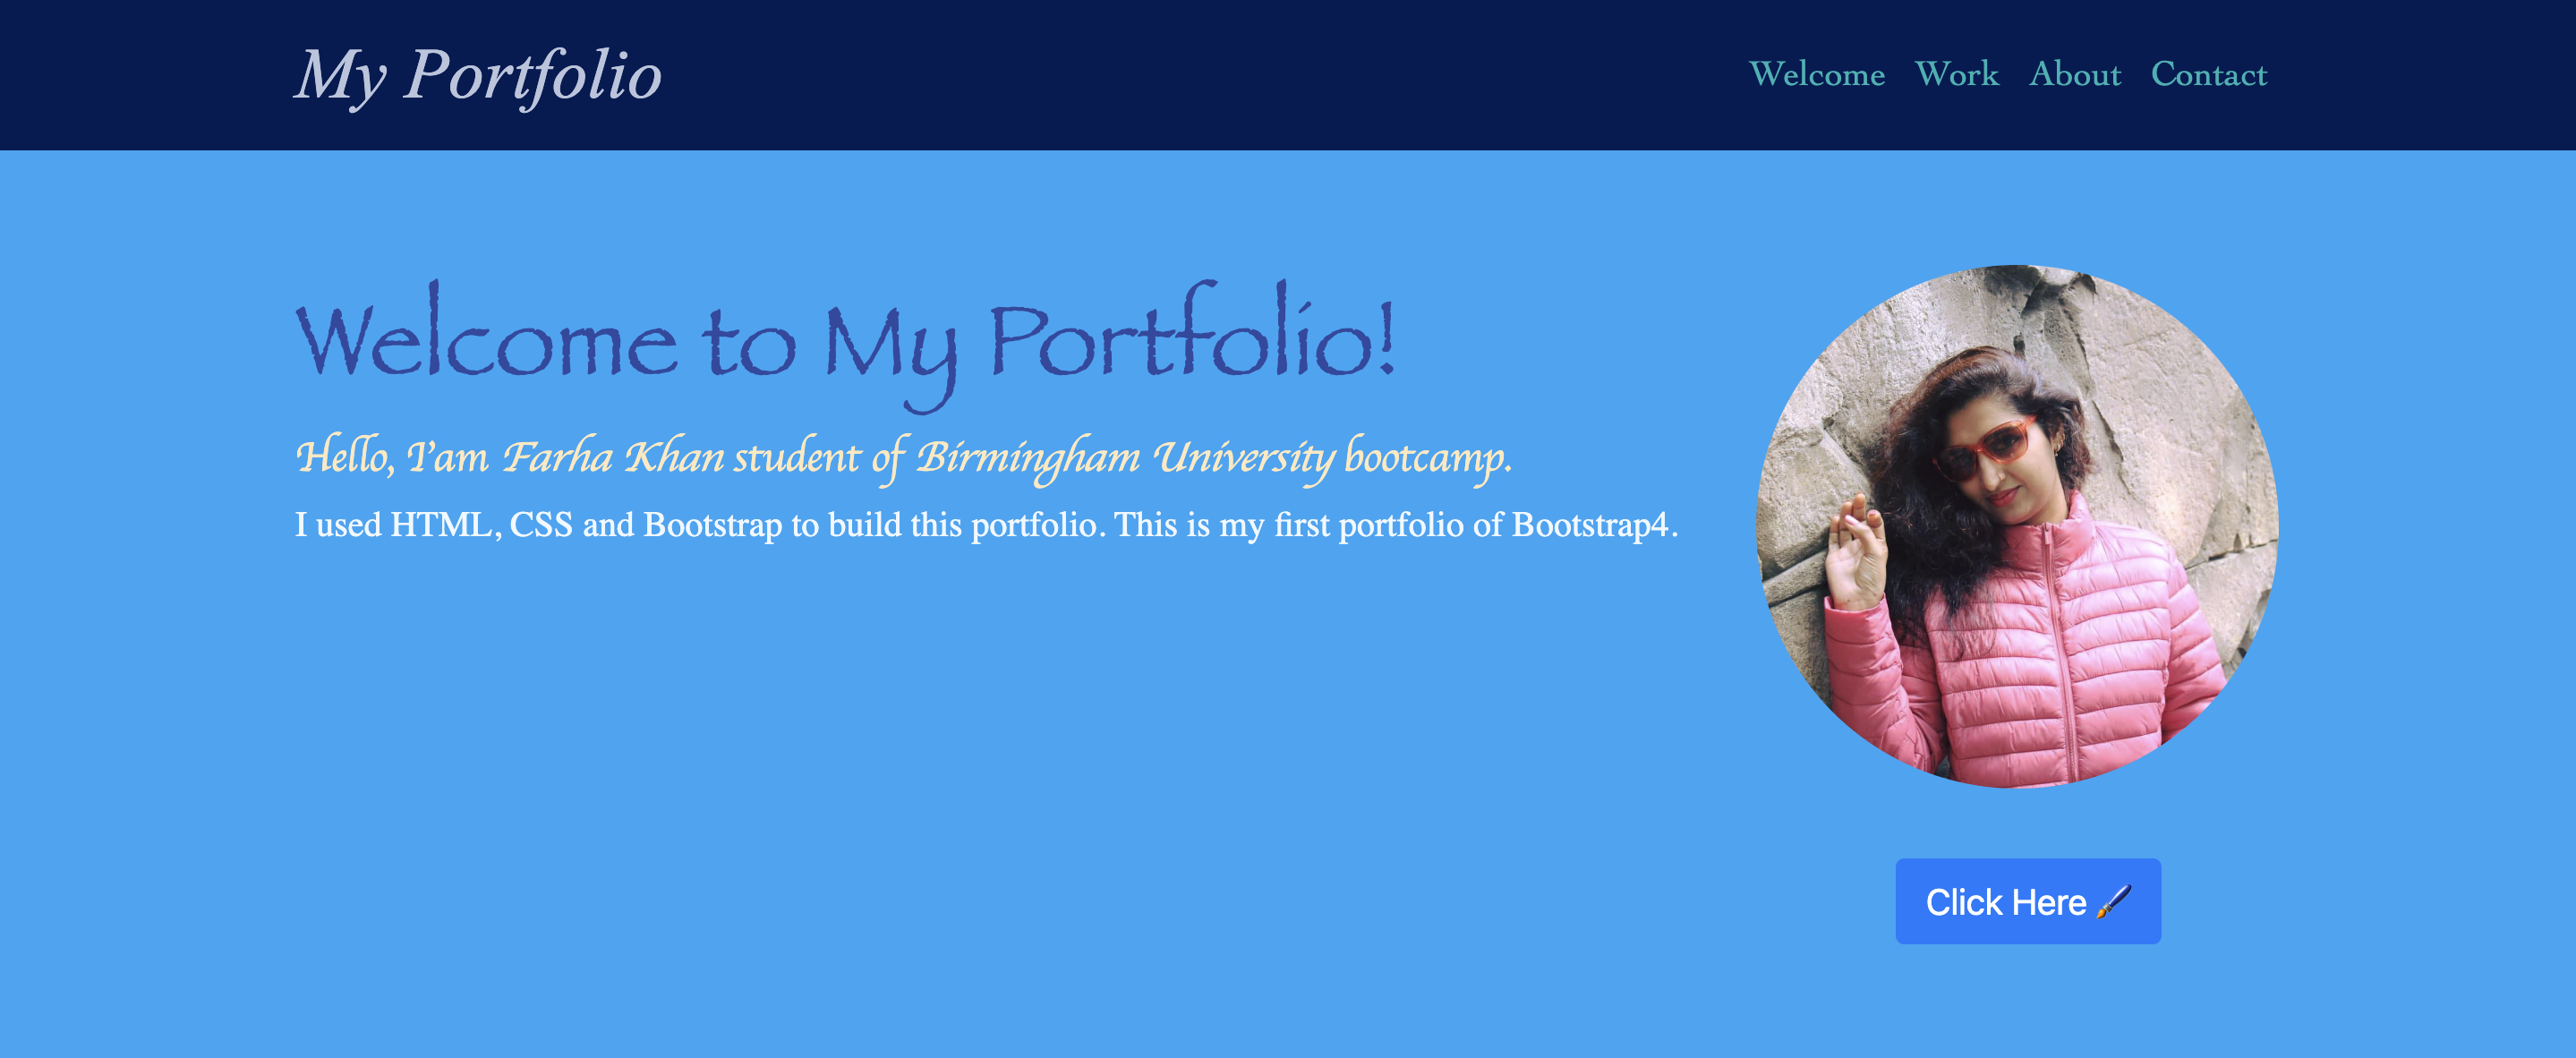 My Portfolio
Welcome Work About Contact
Welcome to My Portfolio!
Hello, I'am Farha Khan student of Birmingham University bootcamp.
I used HTML, CSS and Bootstrap to build this portfolio. This is my first portfolio of Bootstrap4.
Click Here 🖌️